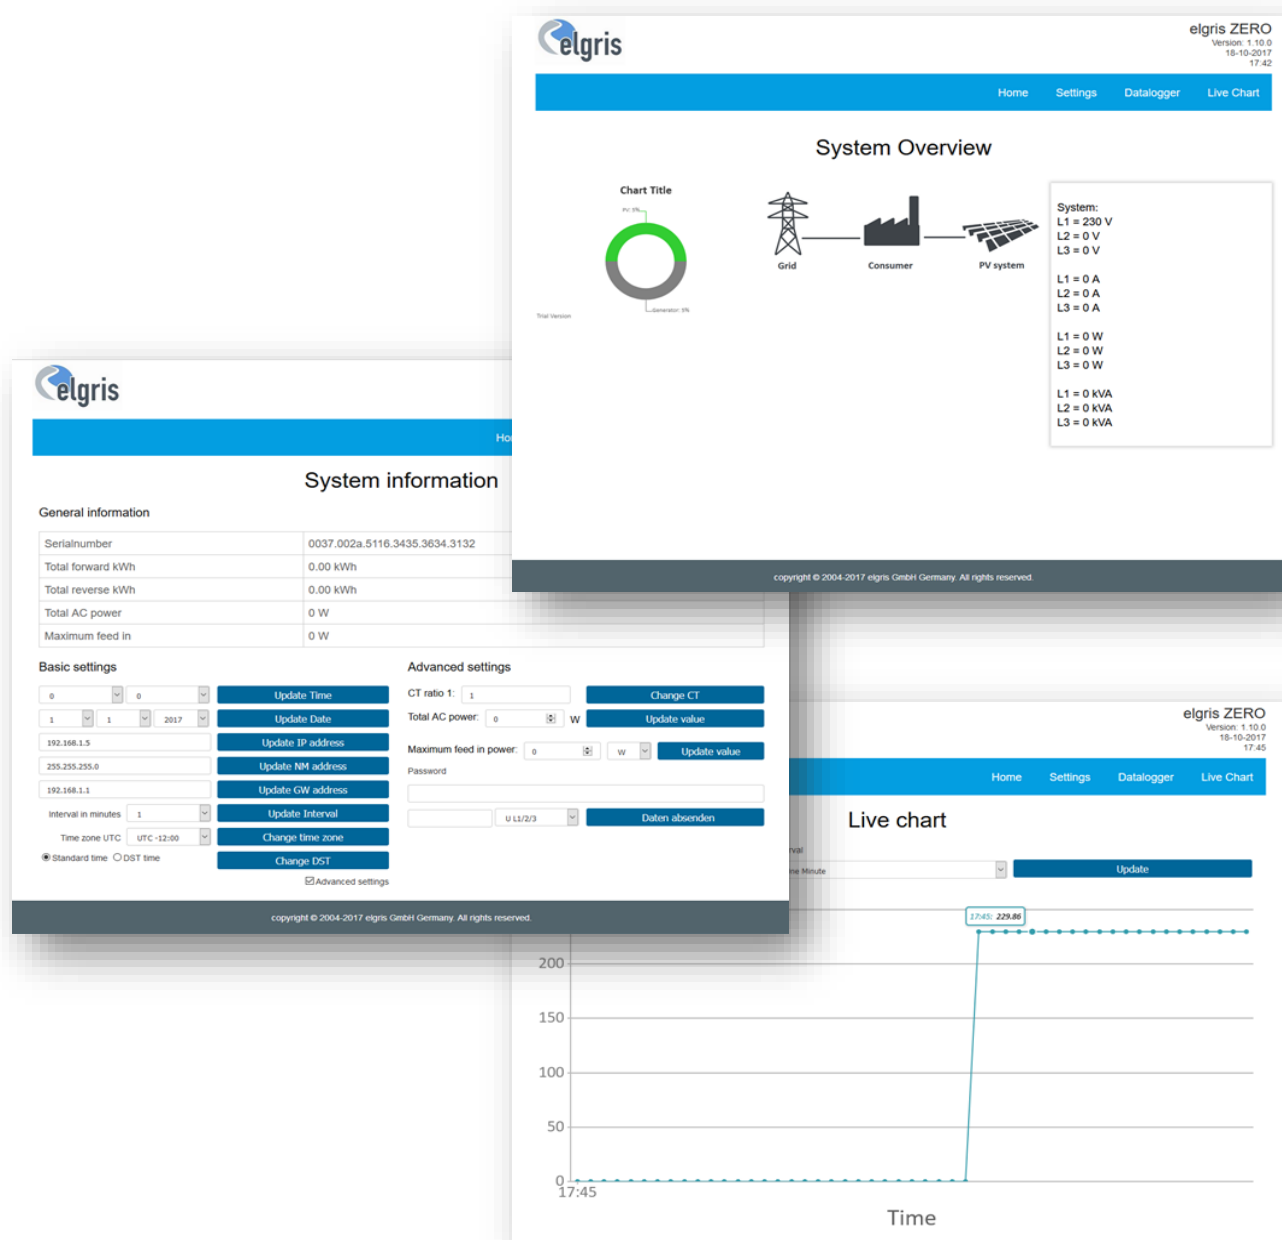 elgris
elgris ZERO
Version: 1.10.0
18-10-2017
17:42
Home Settings Datalogger Live Chart
System Overview
Chart Title
PV: 5%
Generator: 5%
Trial Version
Grid
Consumer
PV system
System:
L1 = 230 V
L2 = 0 V
L3 = 0 V
L1 = 0 A
L2 = 0 A
L3 = 0 A
L1 = 0 W
L2 = 0 W
L3 = 0 W
L1 = 0 kVA
L2 = 0 kVA
L3 = 0 kVA
copyright © 2004-2017 elgris GmbH Germany. All rights reserved.
elgris
System information
General information
Serialnumber 0037.002a.5116.3435.3634.3132
Total forward kWh 0.00 kWh
Total reverse kWh 0.00 kWh
Total AC power 0 W
Maximum feed in 0 W
Basic settings
0 0 Update Time
1 1 2017 Update Date
192.168.1.5 Update IP address
255.255.255.0 Update NM address
192.168.1.1 Update GW address
Interval in minutes 1 Update Interval
Time zone UTC UTC -12:00 Change time zone
Standard time DST time Change DST
Advanced settings
Advanced settings
CT ratio 1: 1 Change CT
Total AC power: 0 W Update value
Maximum feed in power: 0 W Update value
Password
U L1/2/3 Daten absenden
copyright © 2004-2017 elgris GmbH Germany. All rights reserved.
elgris ZERO
Version: 1.10.0
18-10-2017
17:45
Home Settings Datalogger Live Chart
Live chart
Minute
Update
17:45: 229.86
200
150
100
50
0
17:45
Time